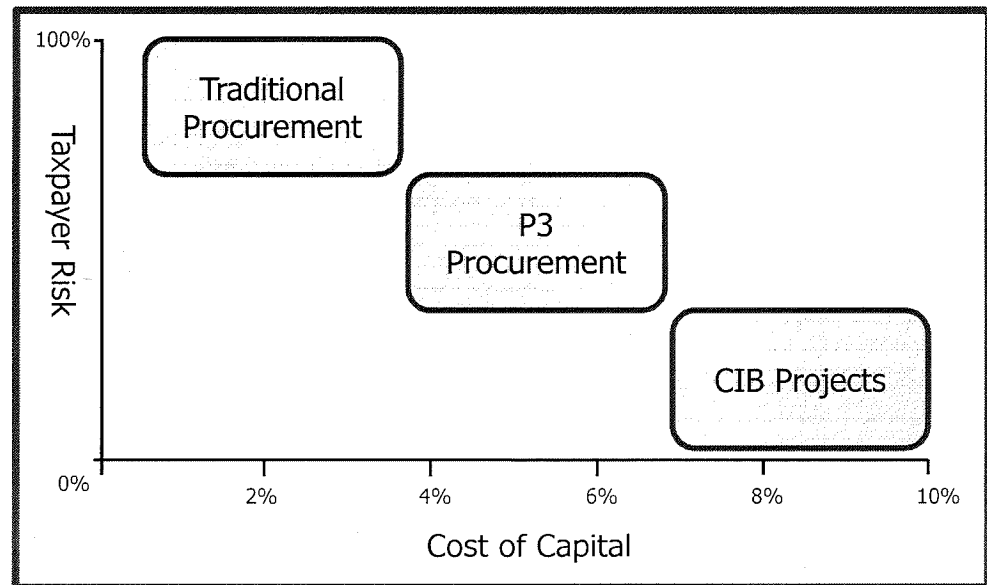 100%
Traditional
Procurement
Taxpayer Risk
P3
Procurement
CIB Projects
0%
2%
4%
6%
8%
10%
Cost of Capital